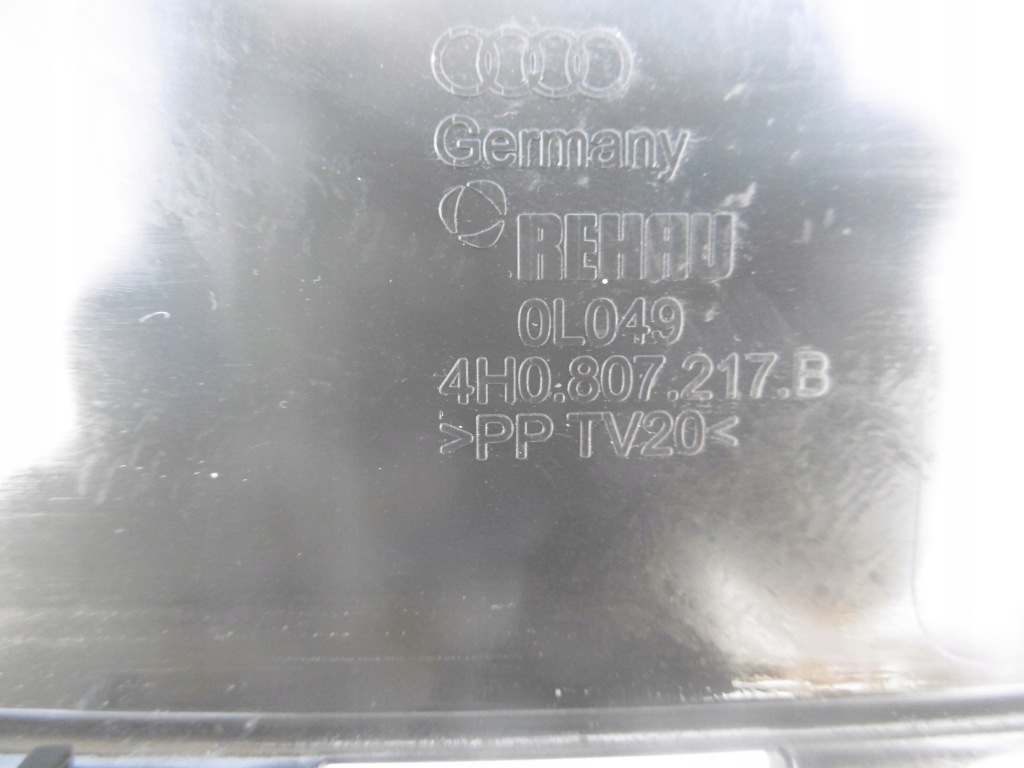 Germany
REHAU
0L049
4H0.807.217.B
>PP TV20<